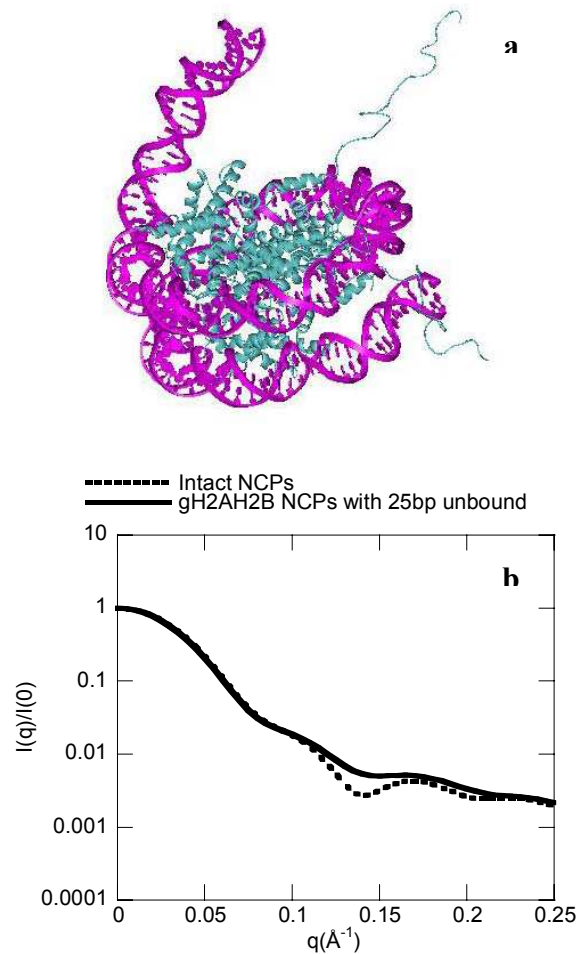 a
Intact NCPs
gH2AH2B NCPs with 25bp unbound
10
b
1
0.1
0.01
0.001
0.0001
I(q)/I(0)
0
0.05
0.1
0.15
0.2
0.25
q(Å-1)